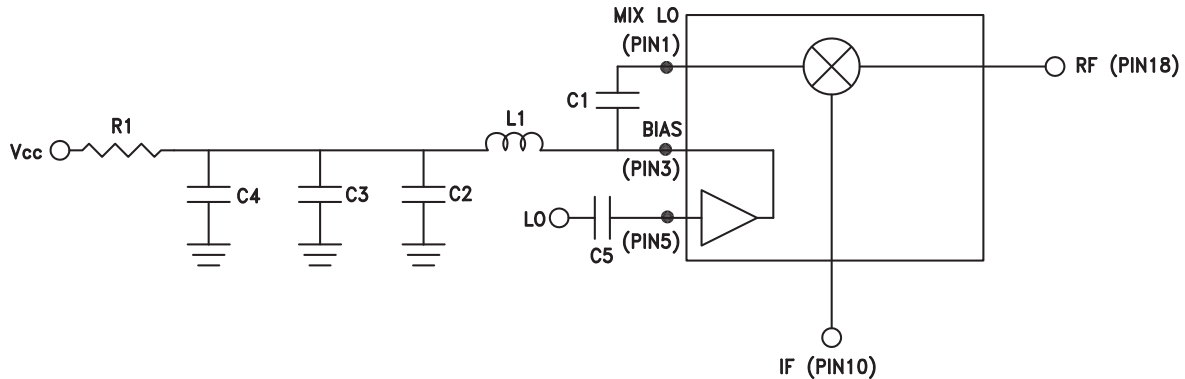 MIX LO
(PIN1)
RF (PIN18)
C1
R1
L1
BIAS
Vcc
(PIN3)
C4
C3
C2
LO
(PIN5)
C5
IF (PIN10)